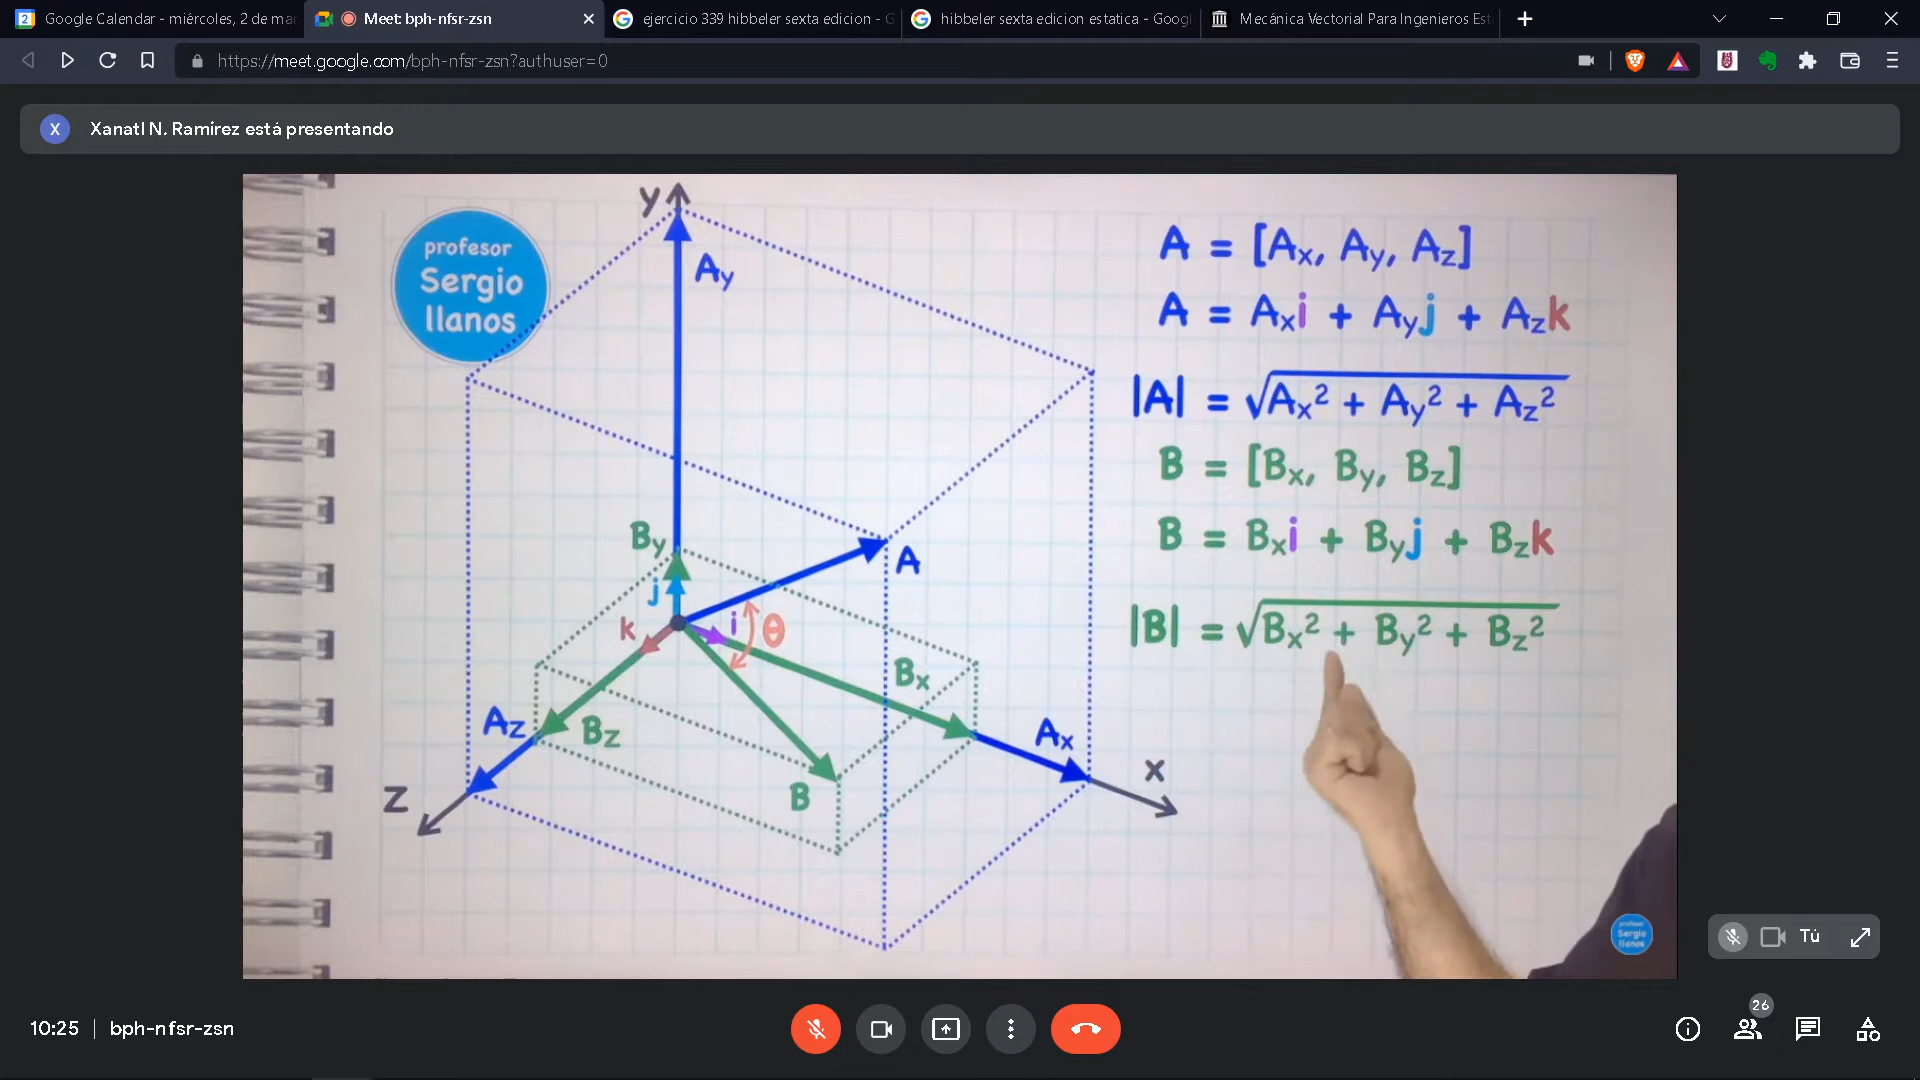 Google Calendar - miércoles, 2 de mar
Meet: bph-nfsr-zsn
ejercicio 339 hibbeler sexta edicion - G
hibbeler sexta edicion estatica - Googl
Mecánica Vectorial Para Ingenieros Est
https://meet.google.com/bph-nfsr-zsn?authuser=0
X
Xanatl N. Ramírez está presentando
profesor
Sergio
llanos
y
Ay
A
By
j
k
i
θ
Bx
Az
Bz
Ax
B
z
x
A = [Ax, Ay, Az]
A = Axi + Ayj + Azk
|A| = √Ax² + Ay² + Az²
B = [Bx, By, Bz]
B = Bxi + Byj + Bzk
|B| = √Bx² + By² + Bz²
profesor
Sergio
llanos
Tú
10:25
bph-nfsr-zsn
26